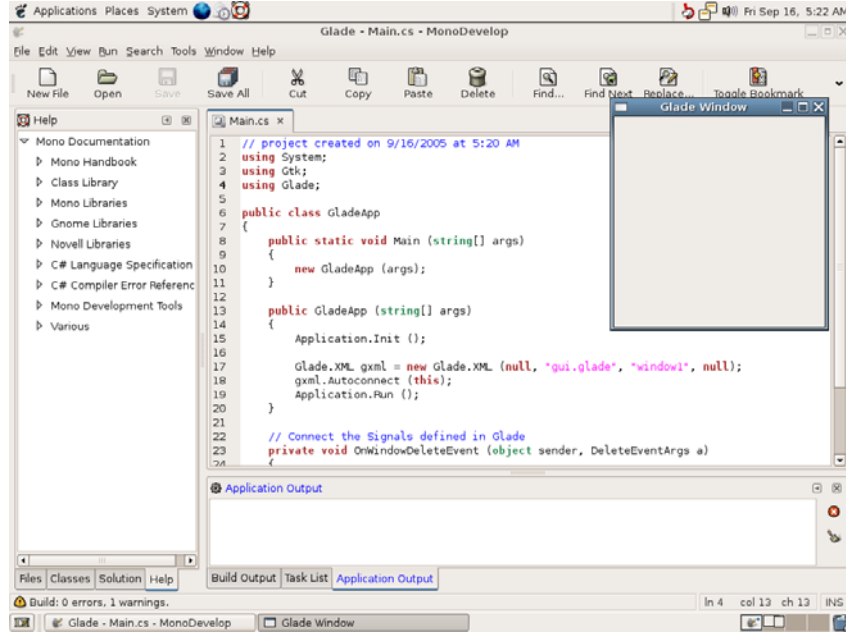 Applications Places System
Fri Sep 16, 5:22 AM
Glade - Main.cs - MonoDevelop
File Edit View Run Search Tools Window Help
New File Open Save Save All Cut Copy Paste Delete Find... Find Next Replace... Toggle Bookmark
Glade Window
Help
Mono Documentation
Mono Handbook
Class Library
Mono Libraries
Gnome Libraries
Novell Libraries
C# Language Specification
C# Compiler Error Referenc
Mono Development Tools
Various
Main.cs ×
1 // project created on 9/16/2005 at 5:20 AM
2 using System;
3 using Gtk;
4 using Glade;
5
6 public class GladeApp
7 {
8 public static void Main (string[] args)
9 {
10 new GladeApp (args);
11 }
12
13 public GladeApp (string[] args)
14 {
15 Application.Init ();
16
17 Glade.XML gxml = new Glade.XML (null, "gui.glade", "window1", null);
18 gxml.Autoconnect (this);
19 Application.Run ();
20 }
21
22 // Connect the Signals defined in Glade
23 private void OnWindowDeleteEvent (object sender, DeleteEventArgs a)
24 {
Application Output
Files Classes Solution Help
Build Output Task List Application Output
Build: 0 errors, 1 warnings.
ln 4 col 13 ch 13 INS
Glade - Main.cs - MonoDevelop
Glade Window